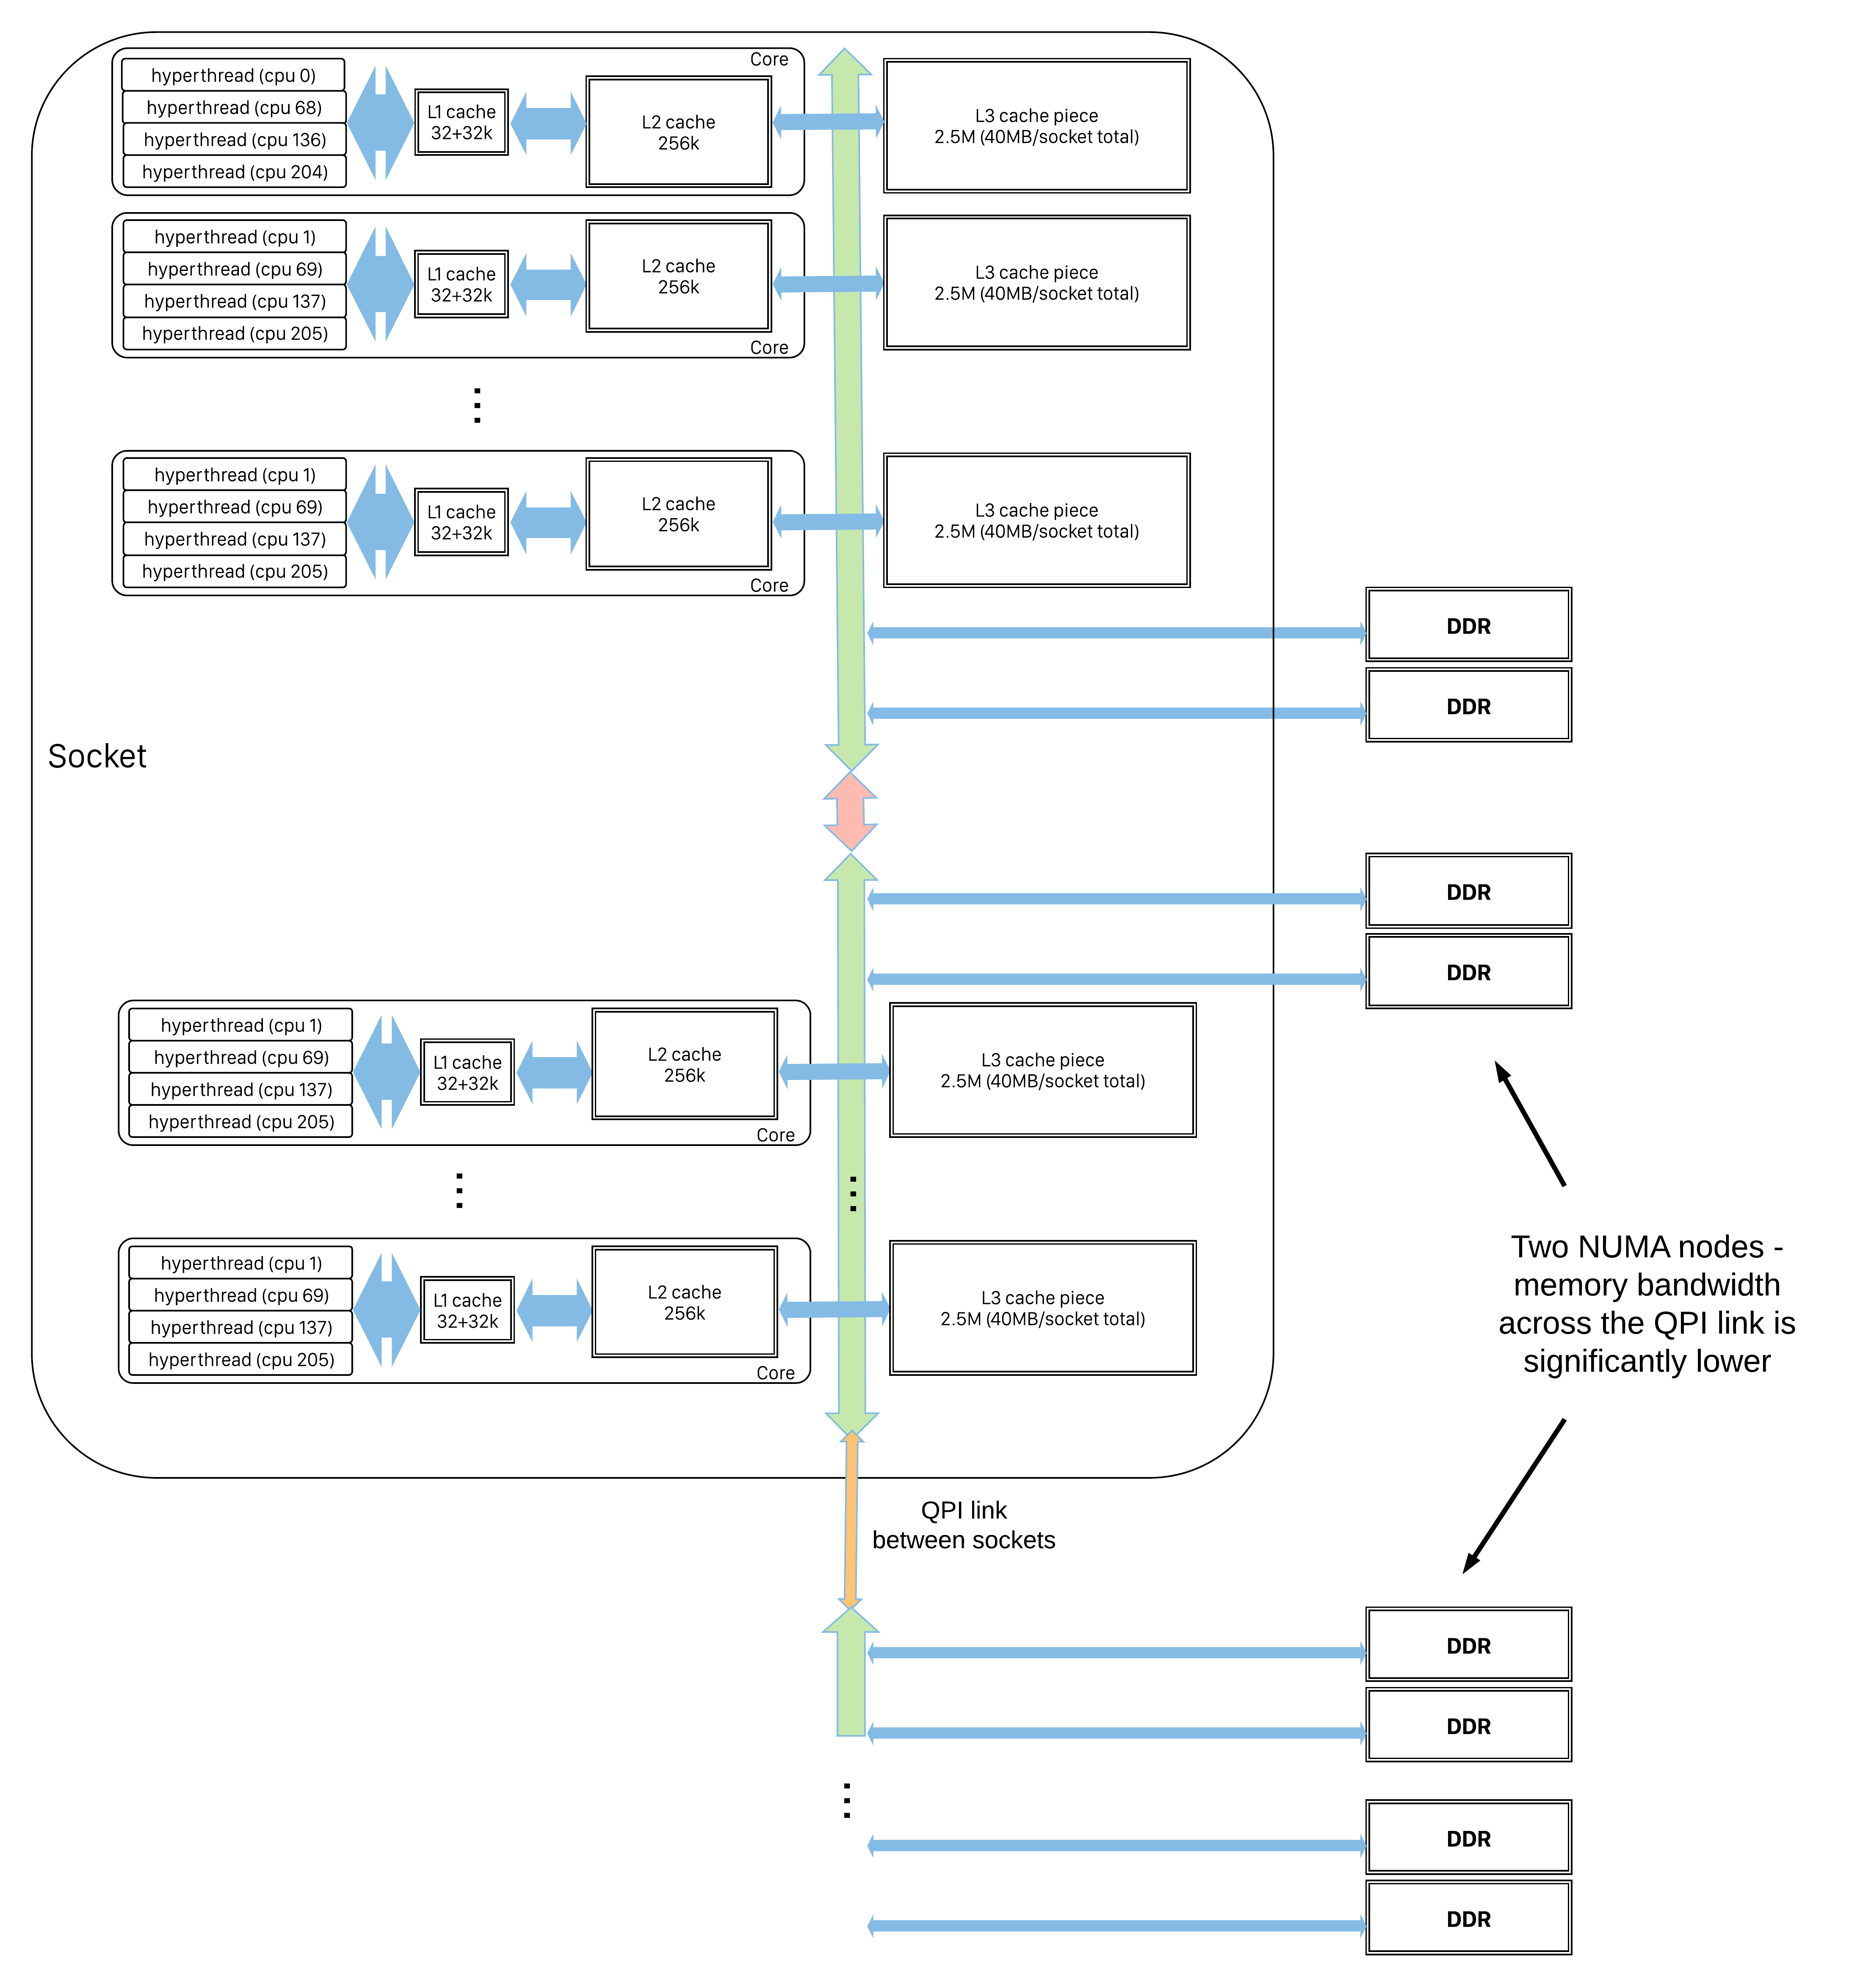 Core
hyperthread (cpu 0)
hyperthread (cpu 68)
hyperthread (cpu 136)
hyperthread (cpu 204)
L1 cache
32+32k
L2 cache
256k
L3 cache piece
2.5M (40MB/socket total)
hyperthread (cpu 1)
hyperthread (cpu 69)
hyperthread (cpu 137)
hyperthread (cpu 205)
L1 cache
32+32k
L2 cache
256k
Core
L3 cache piece
2.5M (40MB/socket total)
hyperthread (cpu 1)
hyperthread (cpu 69)
hyperthread (cpu 137)
hyperthread (cpu 205)
L1 cache
32+32k
L2 cache
256k
Core
L3 cache piece
2.5M (40MB/socket total)
DDR
DDR
Socket
DDR
DDR
hyperthread (cpu 1)
hyperthread (cpu 69)
hyperthread (cpu 137)
hyperthread (cpu 205)
L1 cache
32+32k
L2 cache
256k
Core
L3 cache piece
2.5M (40MB/socket total)
hyperthread (cpu 1)
hyperthread (cpu 69)
hyperthread (cpu 137)
hyperthread (cpu 205)
L1 cache
32+32k
L2 cache
256k
Core
L3 cache piece
2.5M (40MB/socket total)
Two NUMA nodes -
memory bandwidth
across the QPI link is
significantly lower
QPI link
between sockets
DDR
DDR
DDR
DDR